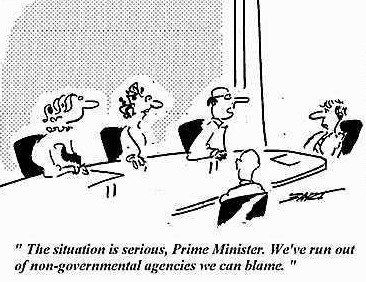 " The situation is serious, Prime Minister. We've run out
of non-governmental agencies we can blame. "